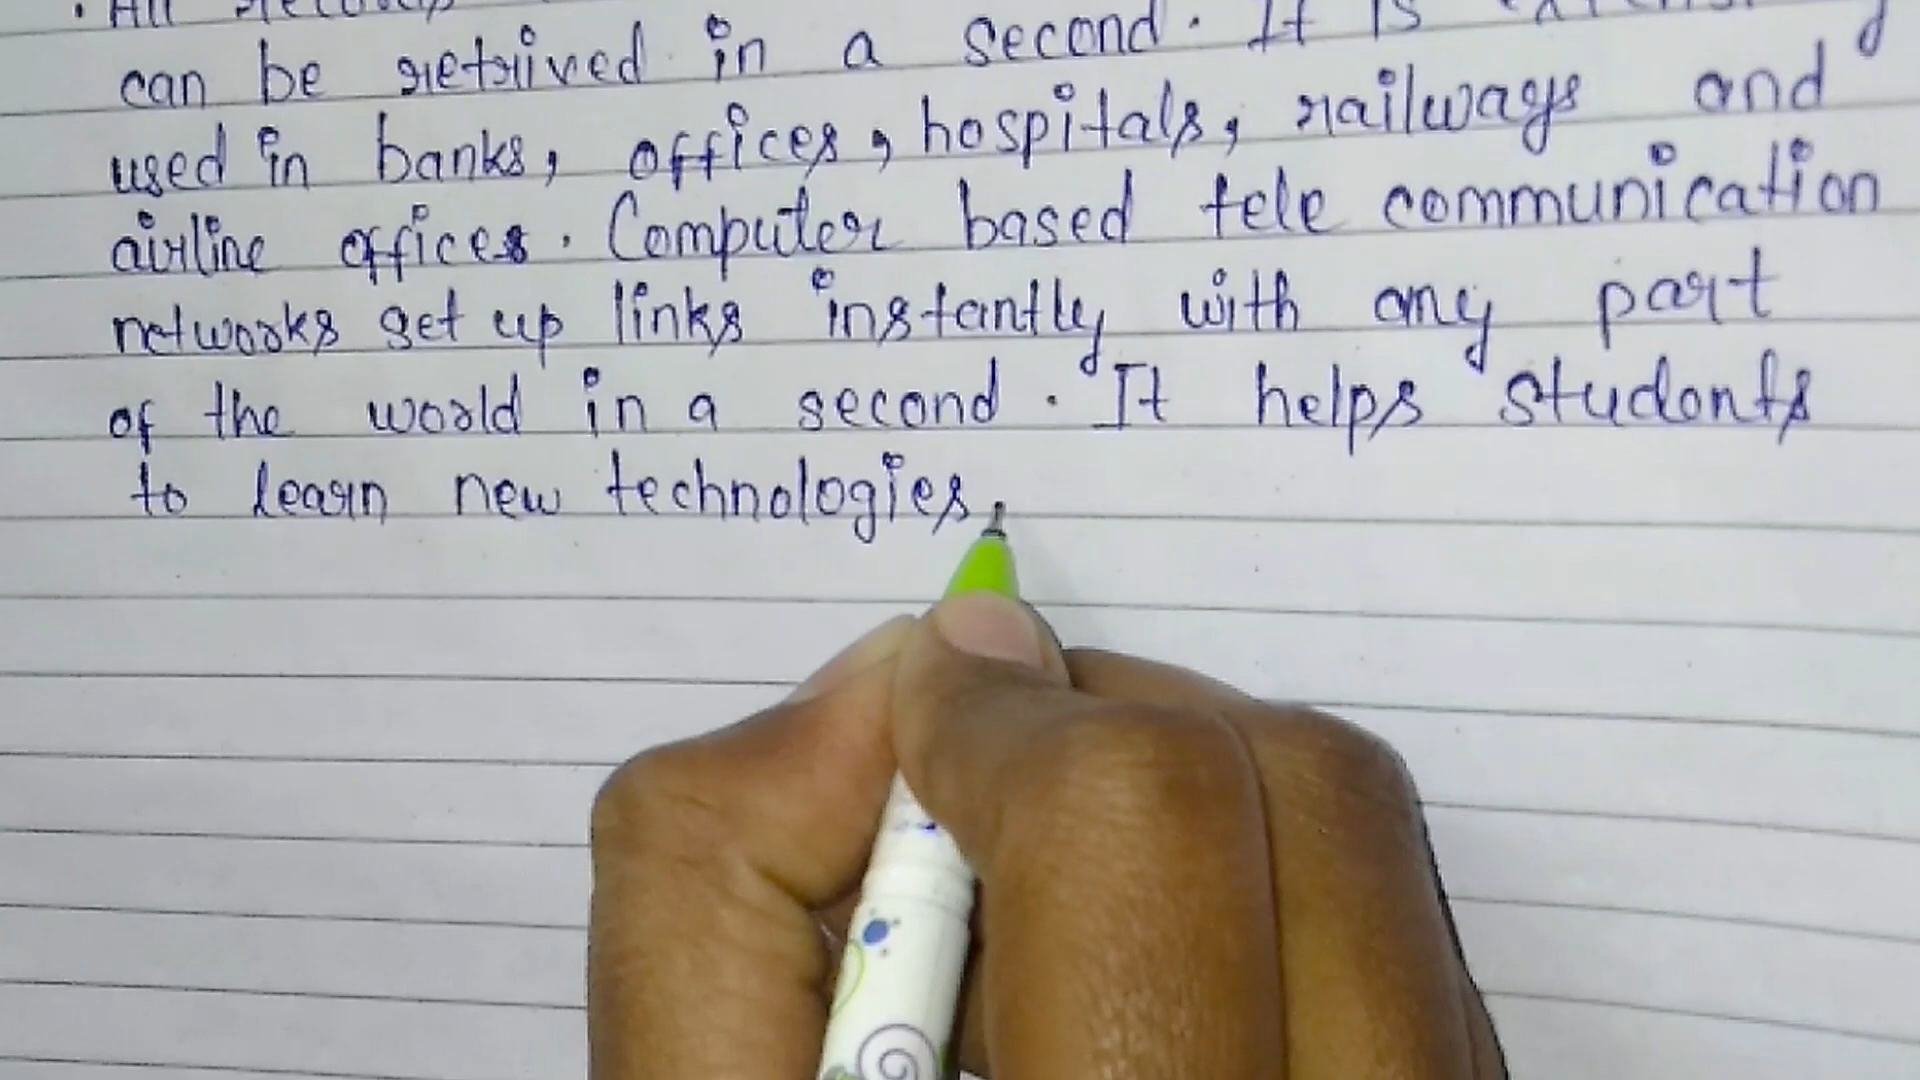 . All records
can be retrived in a second. It is
used in banks, offices, hospitals, railways and
airline offices. Computer based tele communication
networks set up links instantly with any part
of the world in a second. It helps students
to learn new technologies.